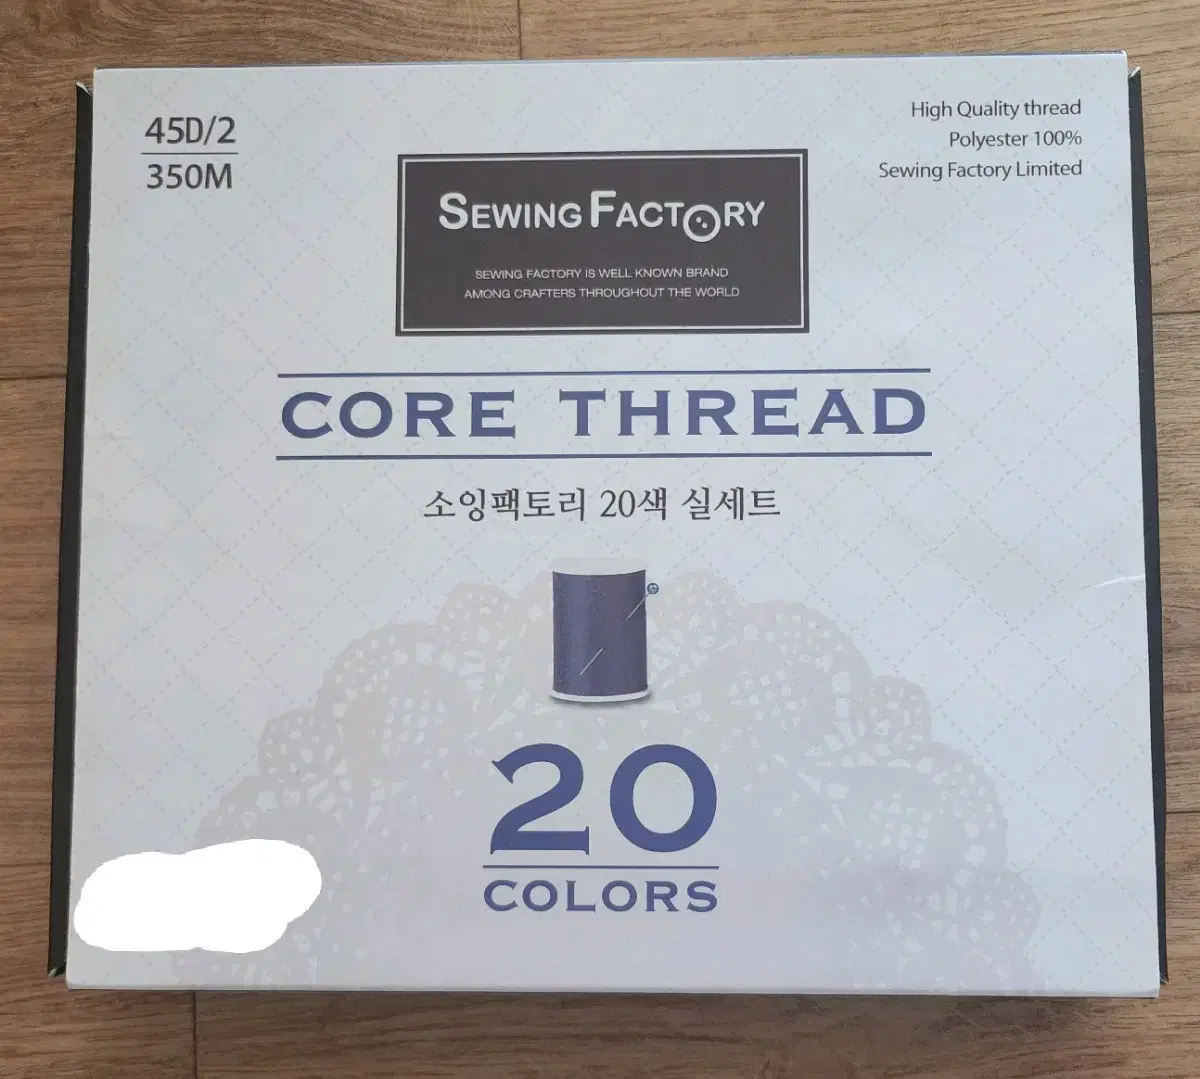 45D/2
350M
High Quality thread
Polyester 100%
Sewing Factory Limited
SEWING FACTORY
SEWING FACTORY IS WELL KNOWN BRAND
AMONG CRAFTERS THROUGHOUT THE WORLD
CORE THREAD
소잉팩토리 20색 실세트
20
COLORS